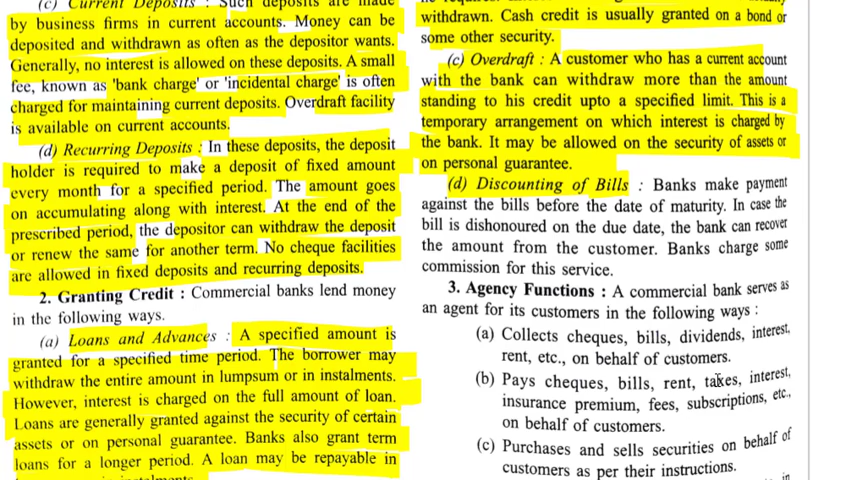 (c) Current Deposits : Such deposits are made
by business firms in current accounts. Money can be
deposited and withdrawn as often as the depositor wants.
Generally, no interest is allowed on these deposits. A small
fee, known as 'bank charge' or 'incidental charge' is often
charged for maintaining current deposits. Overdraft facility
is available on current accounts.
(d) Recurring Deposits : In these deposits, the deposit
holder is required to make a deposit of fixed amount
every month for a specified period. The amount goes
on accumulating along with interest. At the end of the
prescribed period, the depositor can withdraw the deposit
or renew the same for another term. No cheque facilities
are allowed in fixed deposits and recurring deposits.
2. Granting Credit : Commercial banks lend money
in the following ways.
(a) Loans and Advances : A specified amount is
granted for a specified time period. The borrower may
withdraw the entire amount in lumpsum or in instalments.
However, interest is charged on the full amount of loan.
Loans are generally granted against the security of certain
assets or on personal guarantee. Banks also grant term
loans for a longer period. A loan may be repayable in
withdrawn. Cash credit is usually granted on a bond or
some other security.
(c) Overdraft : A customer who has a current account
with the bank can withdraw more than the amount
standing to his credit upto a specified limit. This is a
temporary arrangement on which interest is charged by
the bank. It may be allowed on the security of assets or
on personal guarantee.
(d) Discounting of Bills : Banks make payment
against the bills before the date of maturity. In case the
bill is dishonoured on the due date, the bank can recover
the amount from the customer. Banks charge some
commission for this service.
3. Agency Functions : A commercial bank serves as
an agent for its customers in the following ways :
(a) Collects cheques, bills, dividends, interest,
rent, etc., on behalf of customers.
(b) Pays cheques, bills, rent, taxes, interest,
insurance premium, fees, subscriptions, etc.,
on behalf of customers.
(c) Purchases and sells securities on behalf of
customers as per their instructions.
in